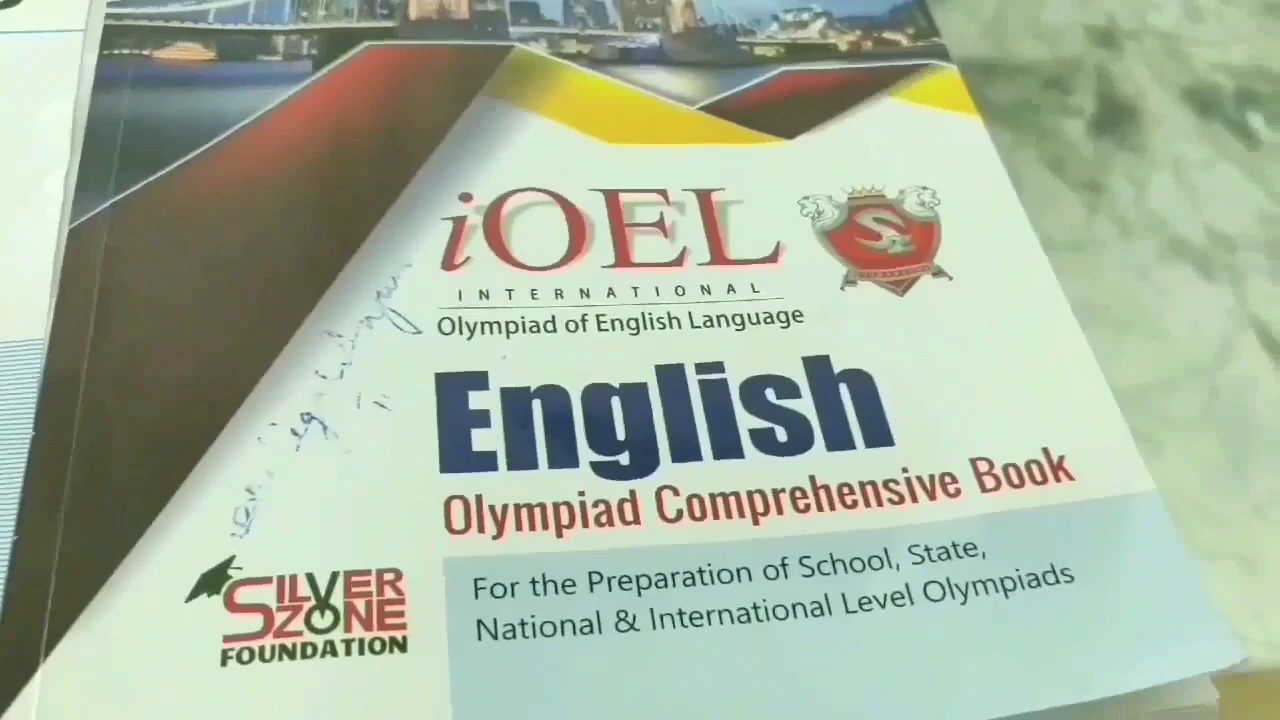 iOEL
INTERNATIONAL
Olympiad of English Language
English
Olympiad Comprehensive Book
For the Preparation of School, State,
National & International Level Olympiads
SILVER
ZONE
FOUNDATION